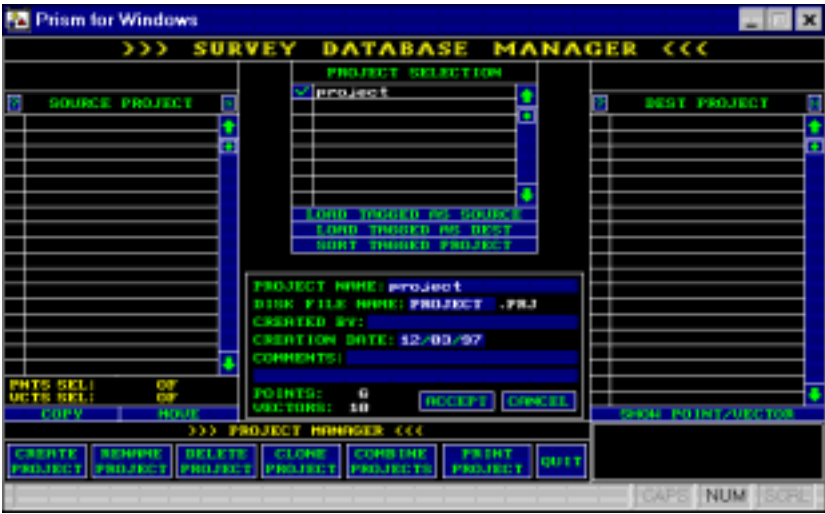 Prism for Windows
>>> SURVEY DATABASE MANAGER <<<
PROJECT SELECTION
project
SOURCE PROJECT
DEST PROJECT
LOAD TAGGED AS SOURCE
LOAD TAGGED AS DEST
SORT TAGGED PROJECT
PROJECT NAME: project
DISK FILE NAME: PROJECT .PRJ
CREATED BY:
CREATION DATE: 12/03/97
COMMENTS:
POINTS: 6
VECTORS: 10
ACCEPT CANCEL
PNTS SEL: OF
VCTS SEL: OF
COPY MOVE
SHOW POINT/VECTOR
>>> PROJECT MANAGER <<<
CREATE PROJECT
RENAME PROJECT
DELETE PROJECT
CLONE PROJECT
COMBINE PROJECTS
PRINT PROJECT
QUIT
CAPS NUM SCRL